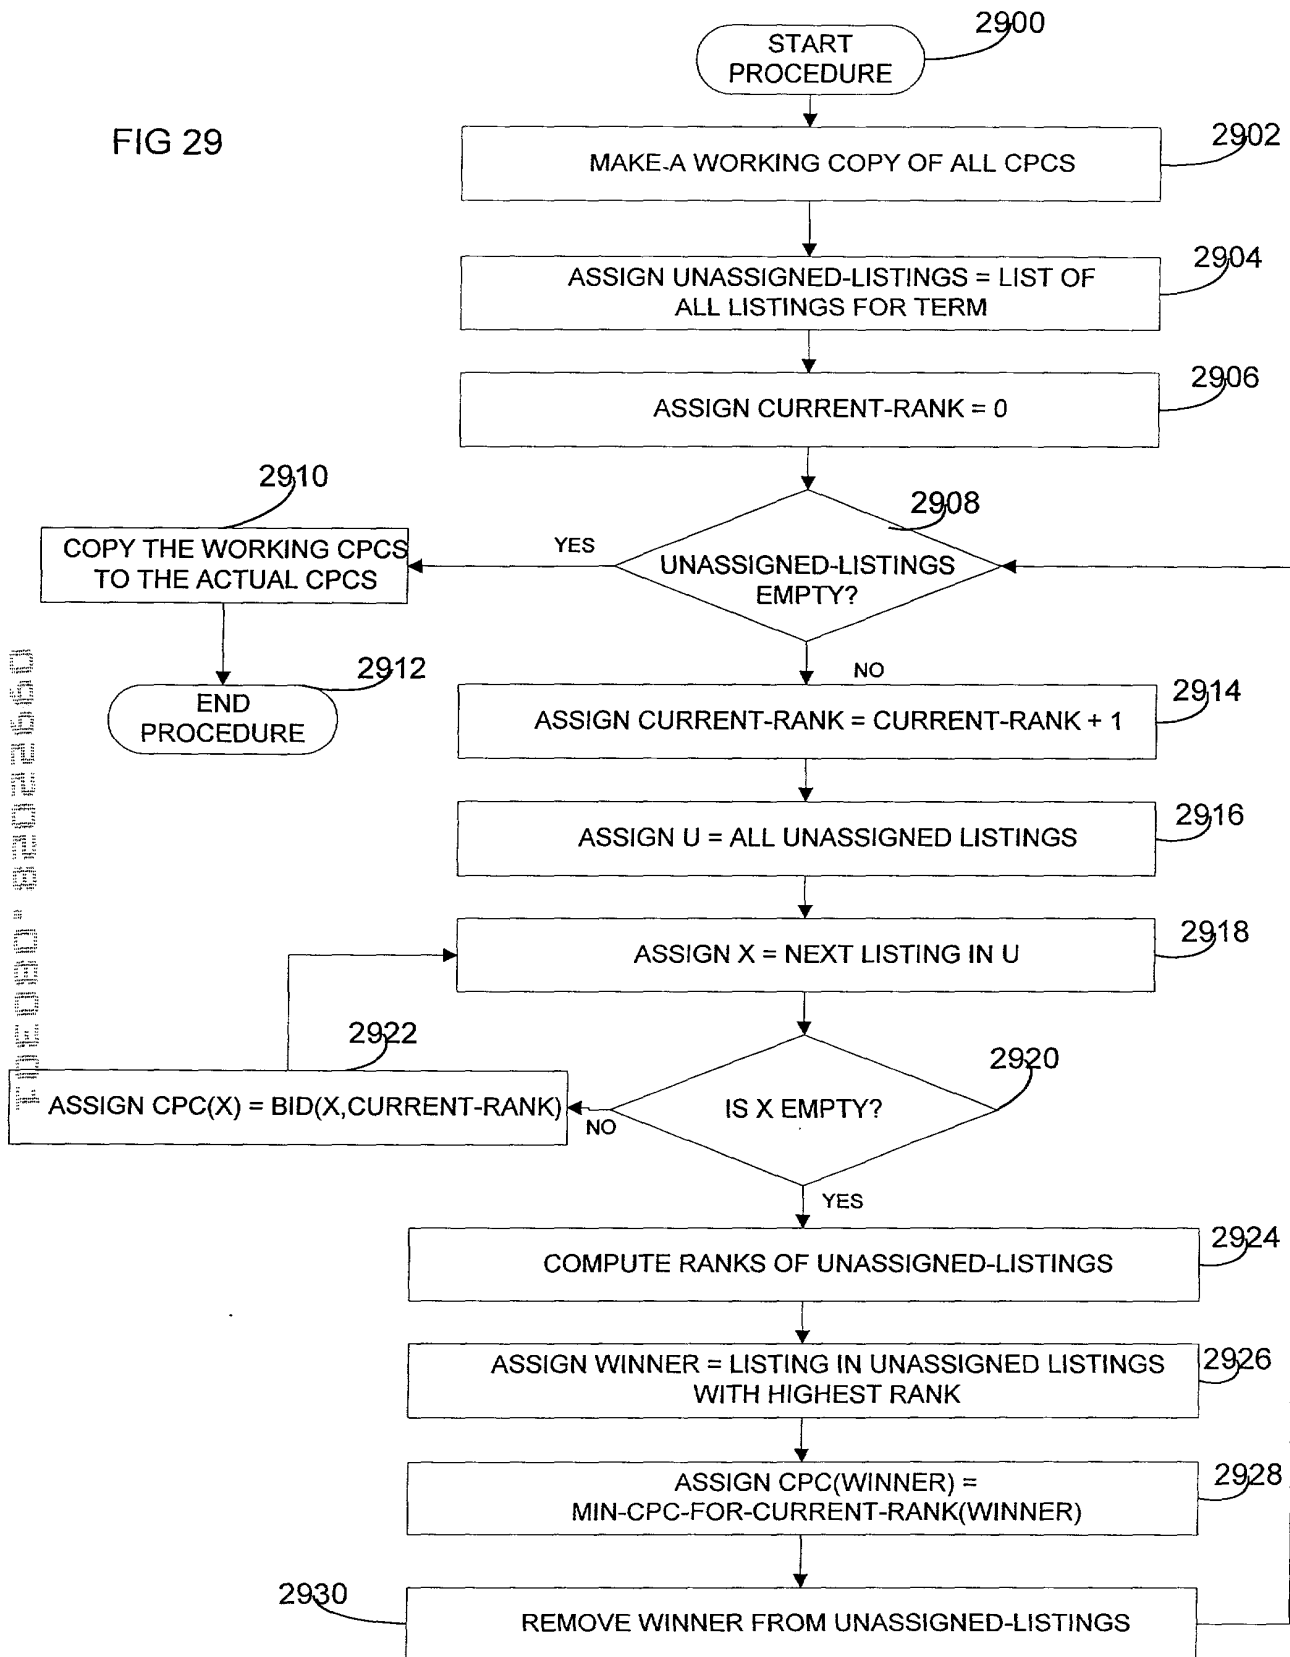 2900
START
PROCEDURE
FIG 29
2902
MAKE A WORKING COPY OF ALL CPCS
2904
ASSIGN UNASSIGNED-LISTINGS = LIST OF
ALL LISTINGS FOR TERM
2906
ASSIGN CURRENT-RANK = 0
2910
2908
COPY THE WORKING CPCS
TO THE ACTUAL CPCS
YES
UNASSIGNED-LISTINGS
EMPTY?
2912
NO
END
PROCEDURE
2914
ASSIGN CURRENT-RANK = CURRENT-RANK + 1
2916
ASSIGN U = ALL UNASSIGNED LISTINGS
2918
ASSIGN X = NEXT LISTING IN U
2922
2920
ASSIGN CPC(X) = BID(X,CURRENT-RANK)
NO
IS X EMPTY?
YES
2924
COMPUTE RANKS OF UNASSIGNED-LISTINGS
2926
ASSIGN WINNER = LISTING IN UNASSIGNED LISTINGS
WITH HIGHEST RANK
2928
ASSIGN CPC(WINNER) =
MIN-CPC-FOR-CURRENT-RANK(WINNER)
2930
REMOVE WINNER FROM UNASSIGNED-LISTINGS